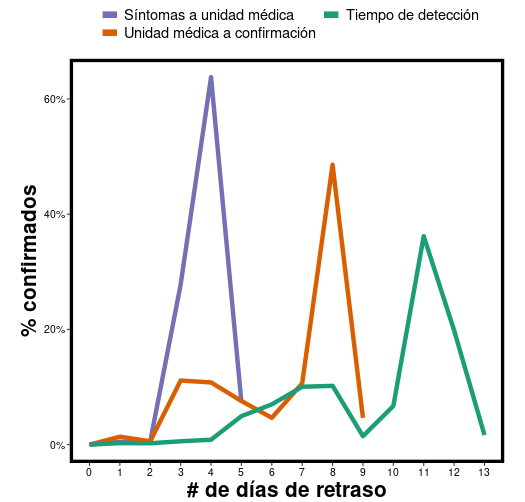 Síntomas a unidad médica
Tiempo de detección
Unidad médica a confirmación
60%
40%
20%
0%
% confirmados
0 1 2 3 4 5 6 7 8 9 10 11 12 13
# de días de retraso